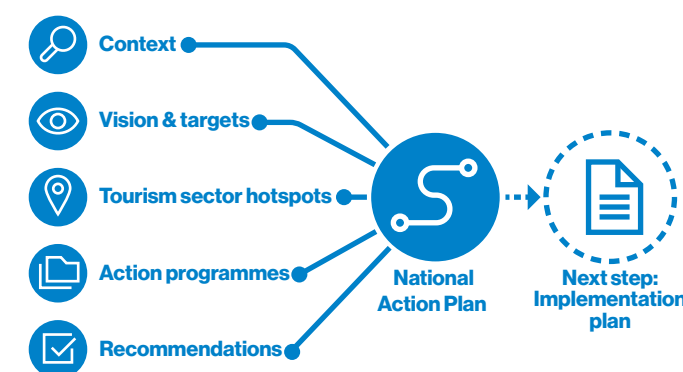 Context
Vision & targets
Tourism sector hotspots
Action programmes
Recommendations
National
Action Plan
Next step:
Implementation
plan